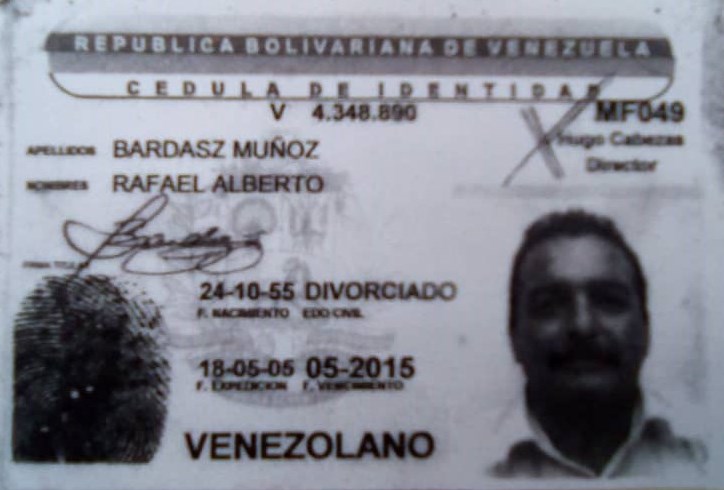 REPUBLICA BOLIVARIANA DE VENEZUELA
CEDULA DE IDENTIDAD
V 4.348.890 MF049
Hugo Cabezas
Director
APELLIDOS BARDASZ MUÑOZ
NOMBRES RAFAEL ALBERTO
FIRMA TITULAR
24-10-55 DIVORCIADO
F. NACIMIENTO EDO CIVIL
18-05-05 05-2015
F. EXPEDICION F. VENCIMIENTO
VENEZOLANO